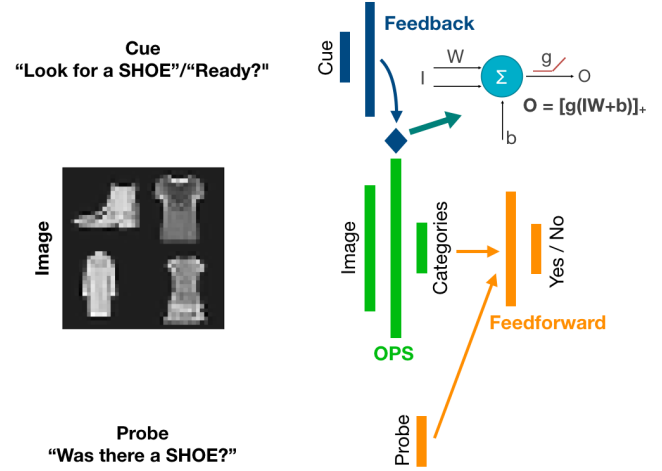 Cue
“Look for a SHOE”/“Ready?"
Image
Probe
“Was there a SHOE?”
Feedback
Cue
W
I
Σ
g
O
O = [g(IW+b)]₊
b
Image
Categories
OPS
Yes / No
Feedforward
Probe